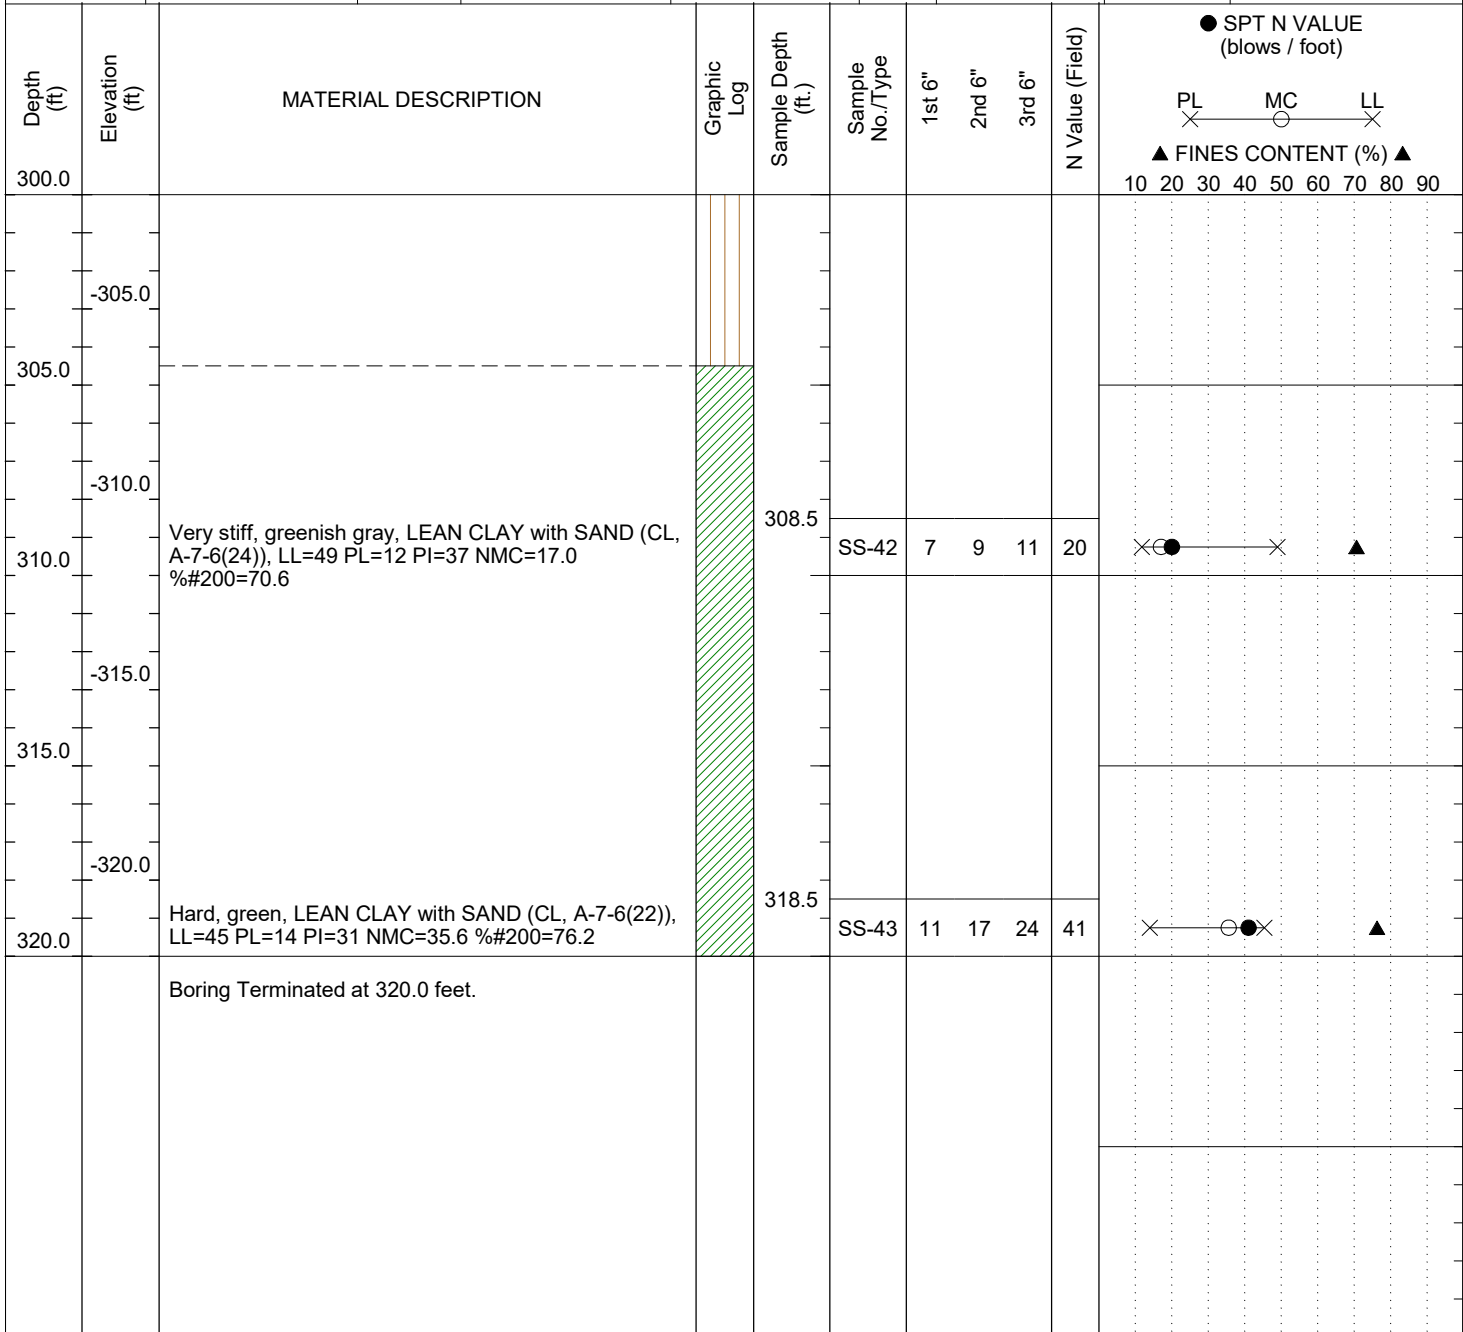 Depth
(ft)
Elevation
(ft)
MATERIAL DESCRIPTION
Graphic
Log
Sample Depth
(ft.)
Sample
No./Type
1st 6"
2nd 6"
3rd 6"
N Value (Field)
SPT N VALUE
(blows / foot)
PL MC LL
▲ FINES CONTENT (%) ▲
10 20 30 40 50 60 70 80 90
300.0
-305.0
305.0
-310.0
308.5
Very stiff, greenish gray, LEAN CLAY with SAND (CL,
A-7-6(24)), LL=49 PL=12 PI=37 NMC=17.0
%#200=70.6
SS-42 7 9 11 20
310.0
-315.0
315.0
-320.0
318.5
Hard, green, LEAN CLAY with SAND (CL, A-7-6(22)),
LL=45 PL=14 PI=31 NMC=35.6 %#200=76.2
SS-43 11 17 24 41
320.0
Boring Terminated at 320.0 feet.